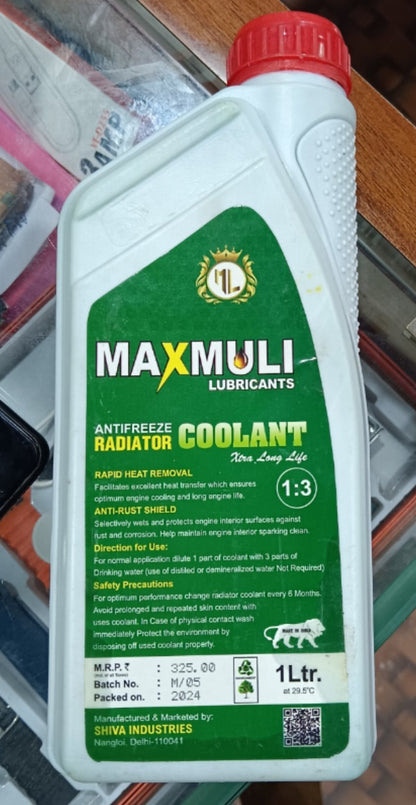 MAXMULI
LUBRICANTS
ANTIFREEZE
RADIATOR COOLANT
Xtra Long Life
RAPID HEAT REMOVAL
Facilitates excellent heat transfer which ensures
optimum engine cooling and long engine life.
1:3
ANTI-RUST SHIELD
Selectively wets and protects engine interior surfaces against
rust and corrosion. Help maintain engine interior sparking clean.
Direction for Use:
For normal application dilute 1 part of coolant with 3 parts of
Drinking water (use of distiled or demineralized water Not Required)
Safety Precautions
For optimum performance change radiator coolant every 6 Months.
Avoid prolonged and repeated skin content with
uses coolant. In Case of physical contact wash
immediately Protect the environment by
disposing off used coolant properly.
MAKE IN INDIA
M.R.P. ₹ : 325.00
(Incl. of all Taxes)
Batch No. : M/05
Packed on. : 2024
1Ltr.
at 29.5°C
Manufactured & Marketed by:
SHIVA INDUSTRIES
Nangloi, Delhi-110041